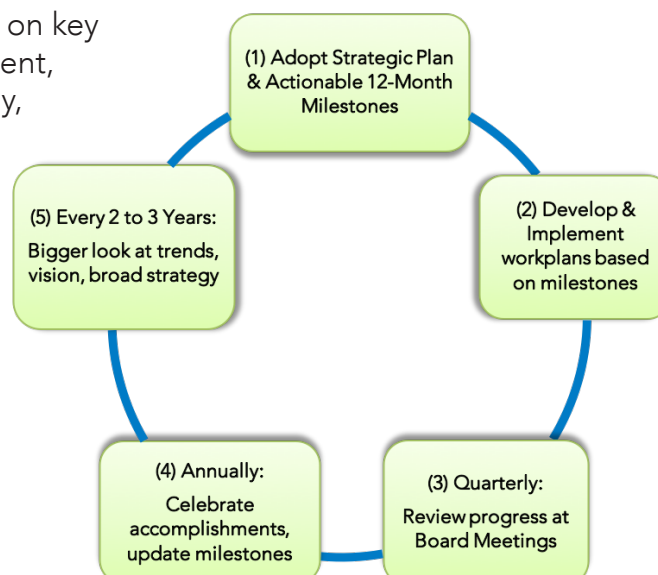 on key
ent,
y,
(1) Adopt Strategic Plan
& Actionable 12-Month
Milestones
(2) Develop &
Implement
workplans based
on milestones
(3) Quarterly:
Review progress at
Board Meetings
(4) Annually:
Celebrate
accomplishments,
update milestones
(5) Every 2 to 3 Years:
Bigger look at trends,
vision, broad strategy